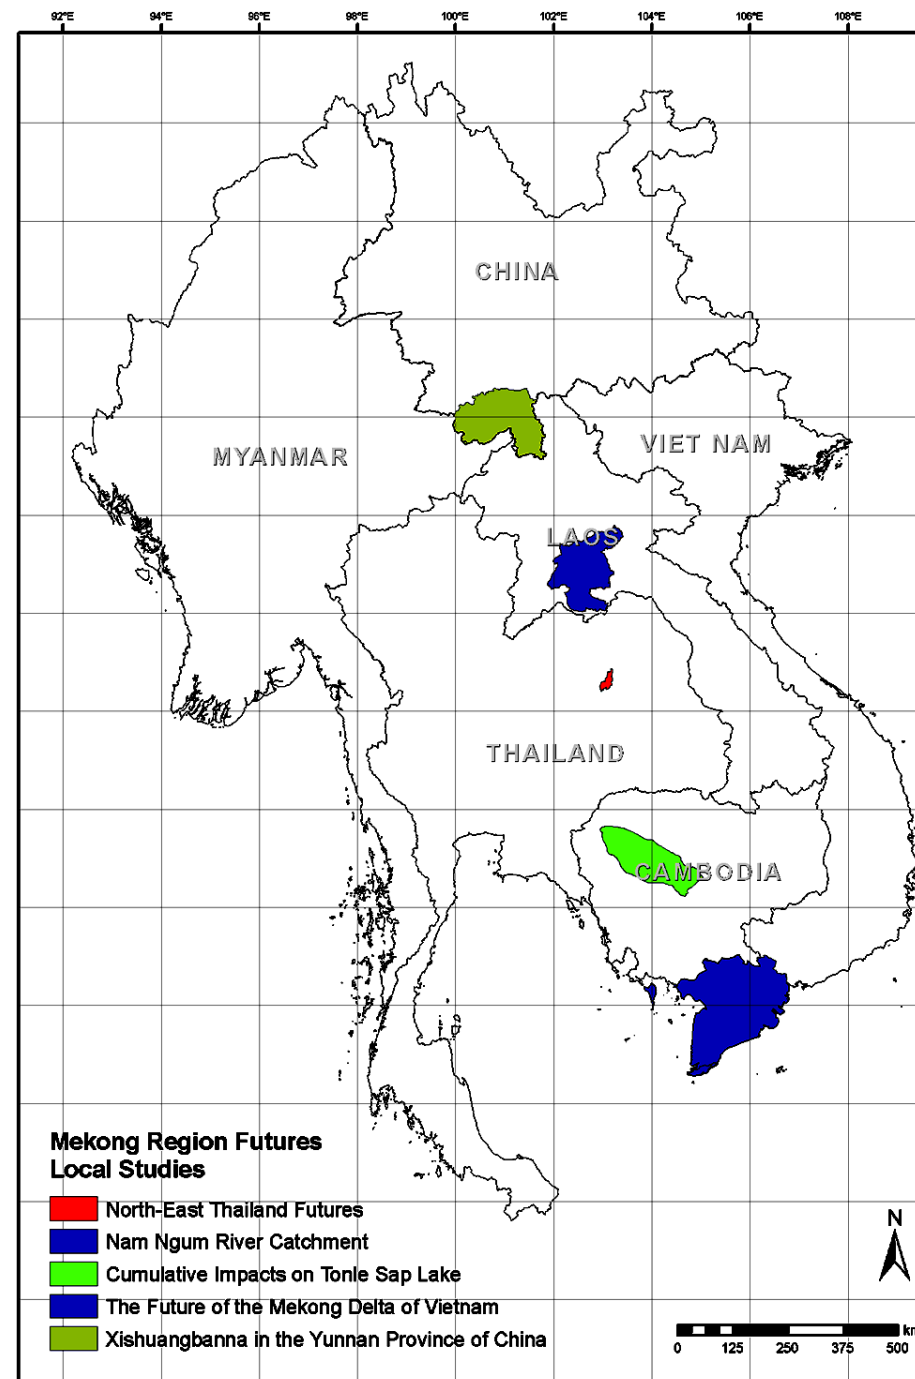 92°E 94°E 96°E 98°E 100°E 102°E 104°E 106°E 108°E
CHINA
VIET NAM
MYANMAR
LAOS
THAILAND
CAMBODIA
Mekong Region Futures
Local Studies
North-East Thailand Futures
Nam Ngum River Catchment
Cumulative Impacts on Tonle Sap Lake
The Future of the Mekong Delta of Vietnam
Xishuangbanna in the Yunnan Province of China
N
km
0 125 250 375 500